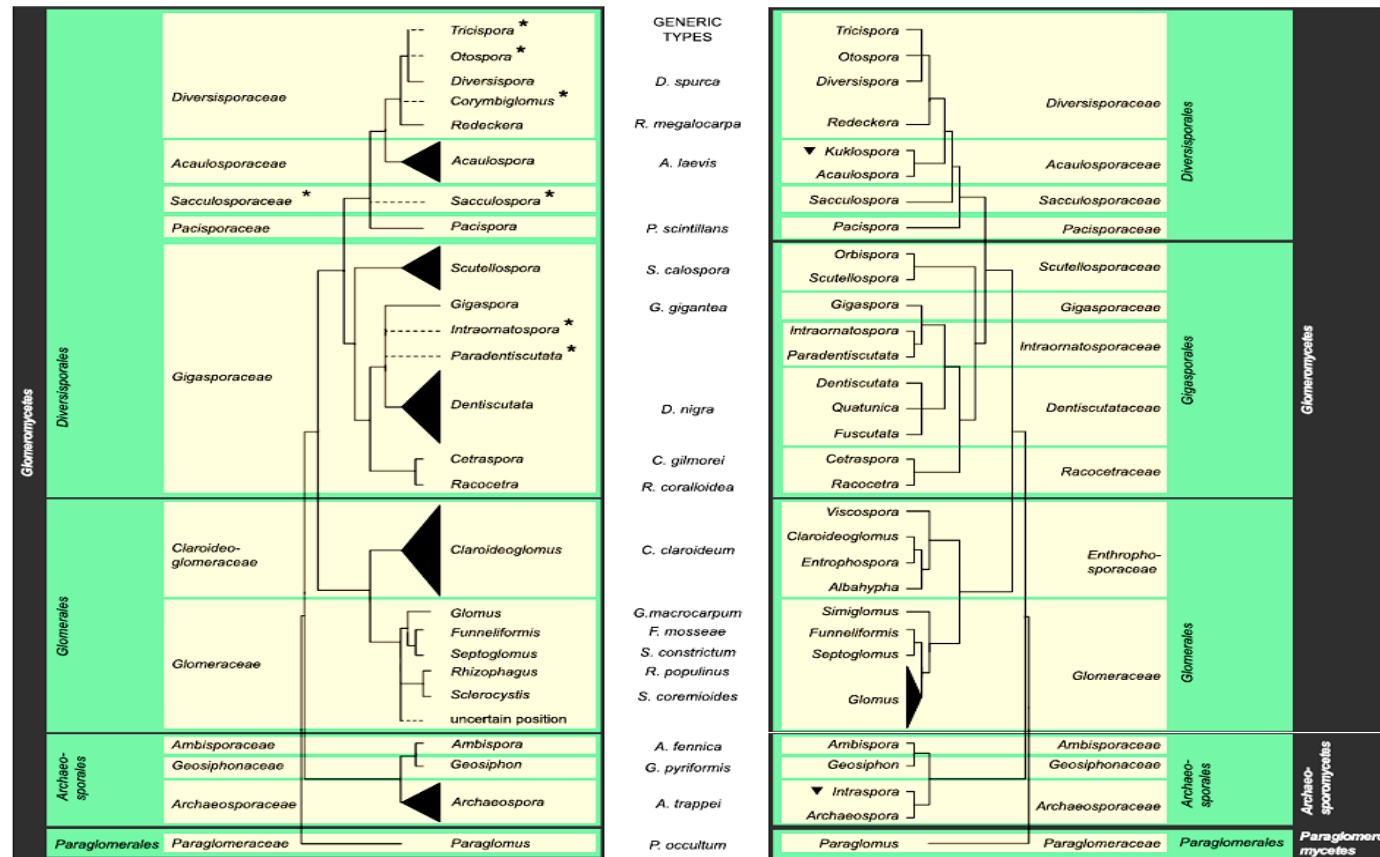 Glomeromycetes
Diversisporales
Diversisporaceae
Tricispora *
Otospora *
Diversispora
Corymbiglomus *
Redeckera
Acaulosporaceae
Acaulospora
Sacculosporaceae *
Sacculospora *
Pacisporaceae
Pacispora
Gigasporaceae
Scutellospora
Gigaspora
Intraornatospora *
Paradentiscutata *
Dentiscutata
Cetraspora
Racocetra
Glomerales
Claroideo-
glomeraceae
Claroideoglomus
Glomeraceae
Glomus
Funneliformis
Septoglomus
Rhizophagus
Sclerocystis
uncertain position
Archaeo-
sporales
Ambisporaceae
Ambispora
Geosiphonaceae
Geosiphon
Archaeosporaceae
Archaeospora
Paraglomerales
Paraglomeraceae
Paraglomus
GENERIC
TYPES
D. spurca
R. megalocarpa
A. laevis
P. scintillans
S. calospora
G. gigantea
D. nigra
C. gilmorei
R. coralloidea
C. claroideum
G.macrocarpum
F. mosseae
S. constrictum
R. populinus
S. coremioides
A. fennica
G. pyriformis
A. trappei
P. occultum
Tricispora
Otospora
Diversispora
Redeckera
Diversisporaceae
Kuklospora
Acaulospora
Acaulosporaceae
Sacculospora
Sacculosporaceae
Pacispora
Pacisporaceae
Diversisporales
Orbispora
Scutellospora
Scutellosporaceae
Gigaspora
Gigasporaceae
Intraornatospora
Paradentiscutata
Intraornatosporaceae
Dentiscutata
Quatunica
Fuscutata
Dentiscutataceae
Cetraspora
Racocetra
Racocetraceae
Gigasporales
Viscospora
Claroideoglomus
Entrophospora
Albahypha
Enthropho-
sporaceae
Simiglomus
Funneliformis
Septoglomus
Glomus
Glomeraceae
Glomerales
Glomeromycetes
Ambispora
Ambisporaceae
Geosiphon
Geosiphonaceae
Intraspora
Archaeospora
Archaeosporaceae
Archaeo-
sporales
Archaeo-
sporomycetes
Paraglomus
Paraglomeraceae
Paraglomerales
Paraglomero
mycetes